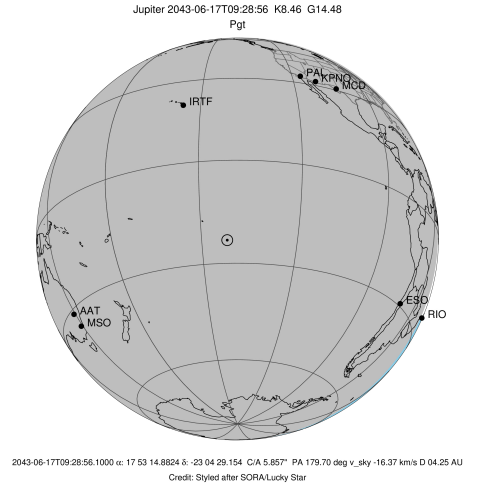 Jupiter 2043-06-17T09:28:56 K8.46 G14.48
Pgt
PAL
KPNO
MCD
IRTF
ESO
RIO
AAT
MSO
2043-06-17T09:28:56.1000 α: 17 53 14.8824 δ: -23 04 29.154 C/A 5.857" PA 179.70 deg v_sky -16.37 km/s D 04.25 AU
Credit: Styled after SORA/Lucky Star